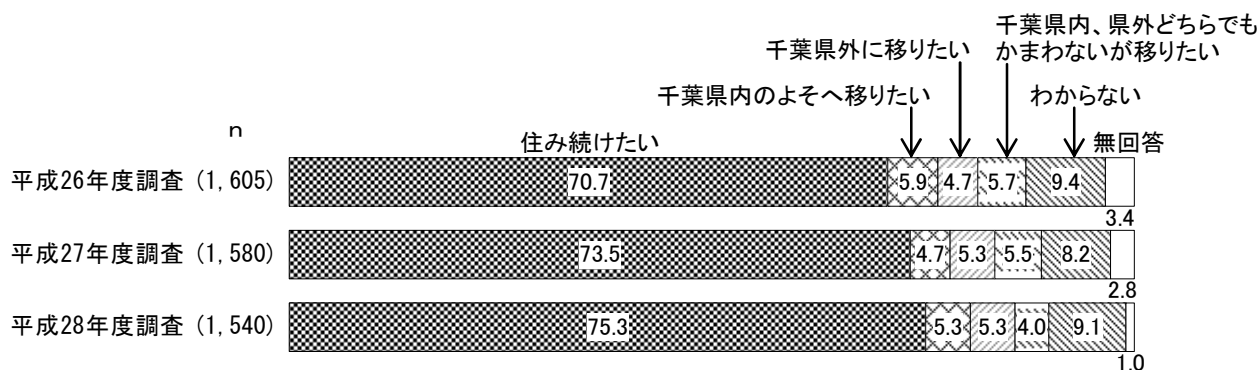 千葉県内、県外どちらでも
かまわないが移りたい
千葉県外に移りたい
千葉県内のよそへ移りたい
わからない
n
住み続けたい
無回答
平成26年度調査 (1,605)
70.7
5.9
4.7
5.7
9.4
3.4
平成27年度調査 (1,580)
73.5
4.7
5.3
5.5
8.2
2.8
平成28年度調査 (1,540)
75.3
5.3
5.3
4.0
9.1
1.0